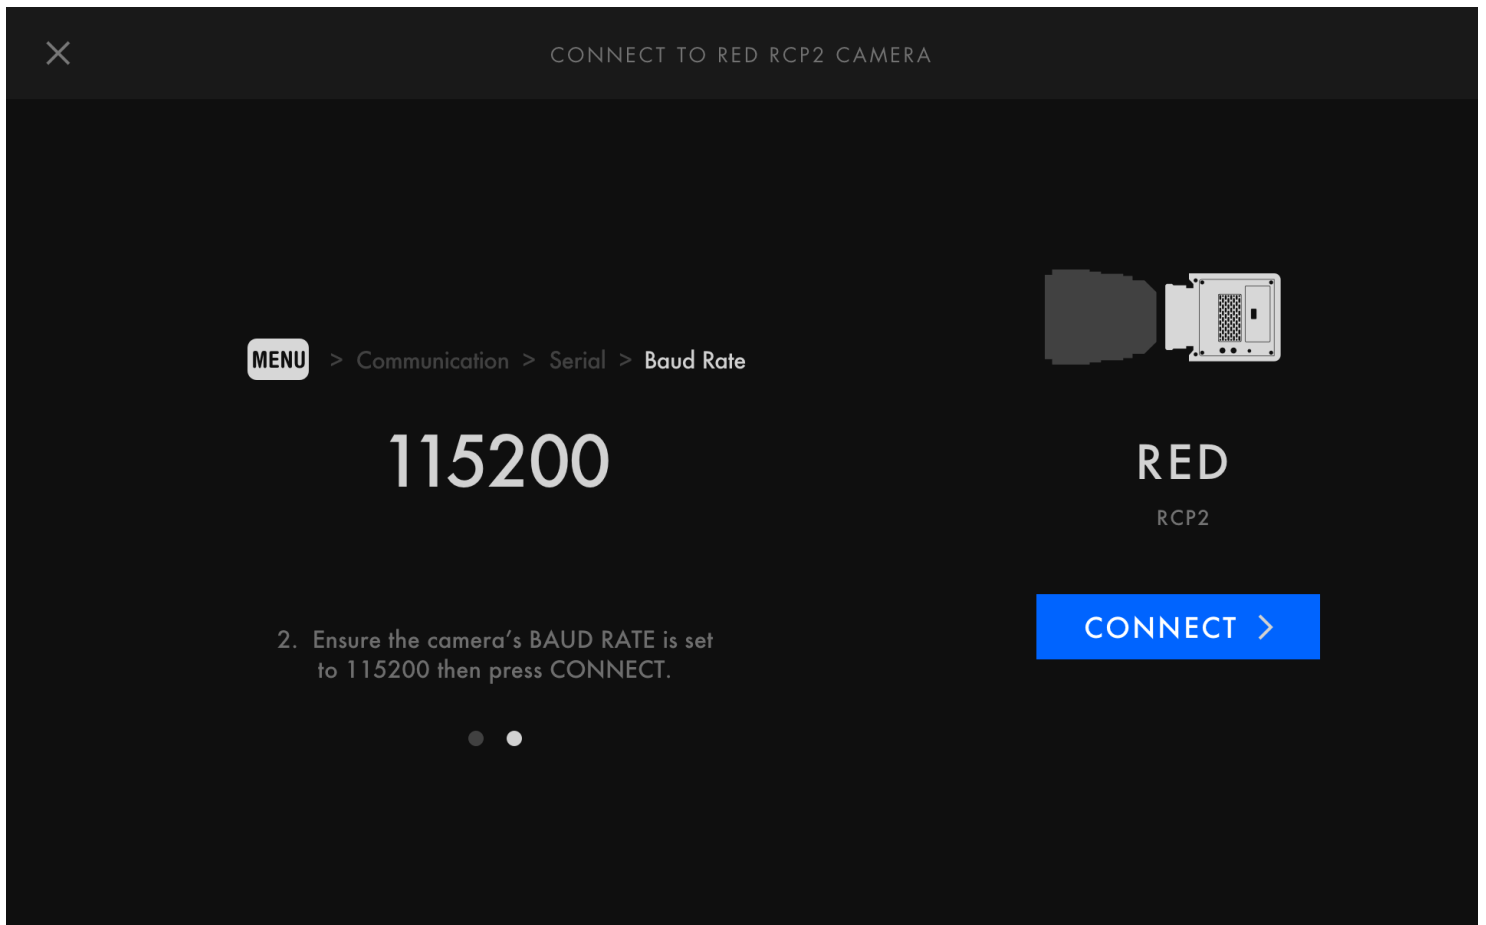 CONNECT TO RED RCP2 CAMERA
MENU > Communication > Serial > Baud Rate
115200
2. Ensure the camera’s BAUD RATE is set
to 115200 then press CONNECT.
RED
RCP2
CONNECT >